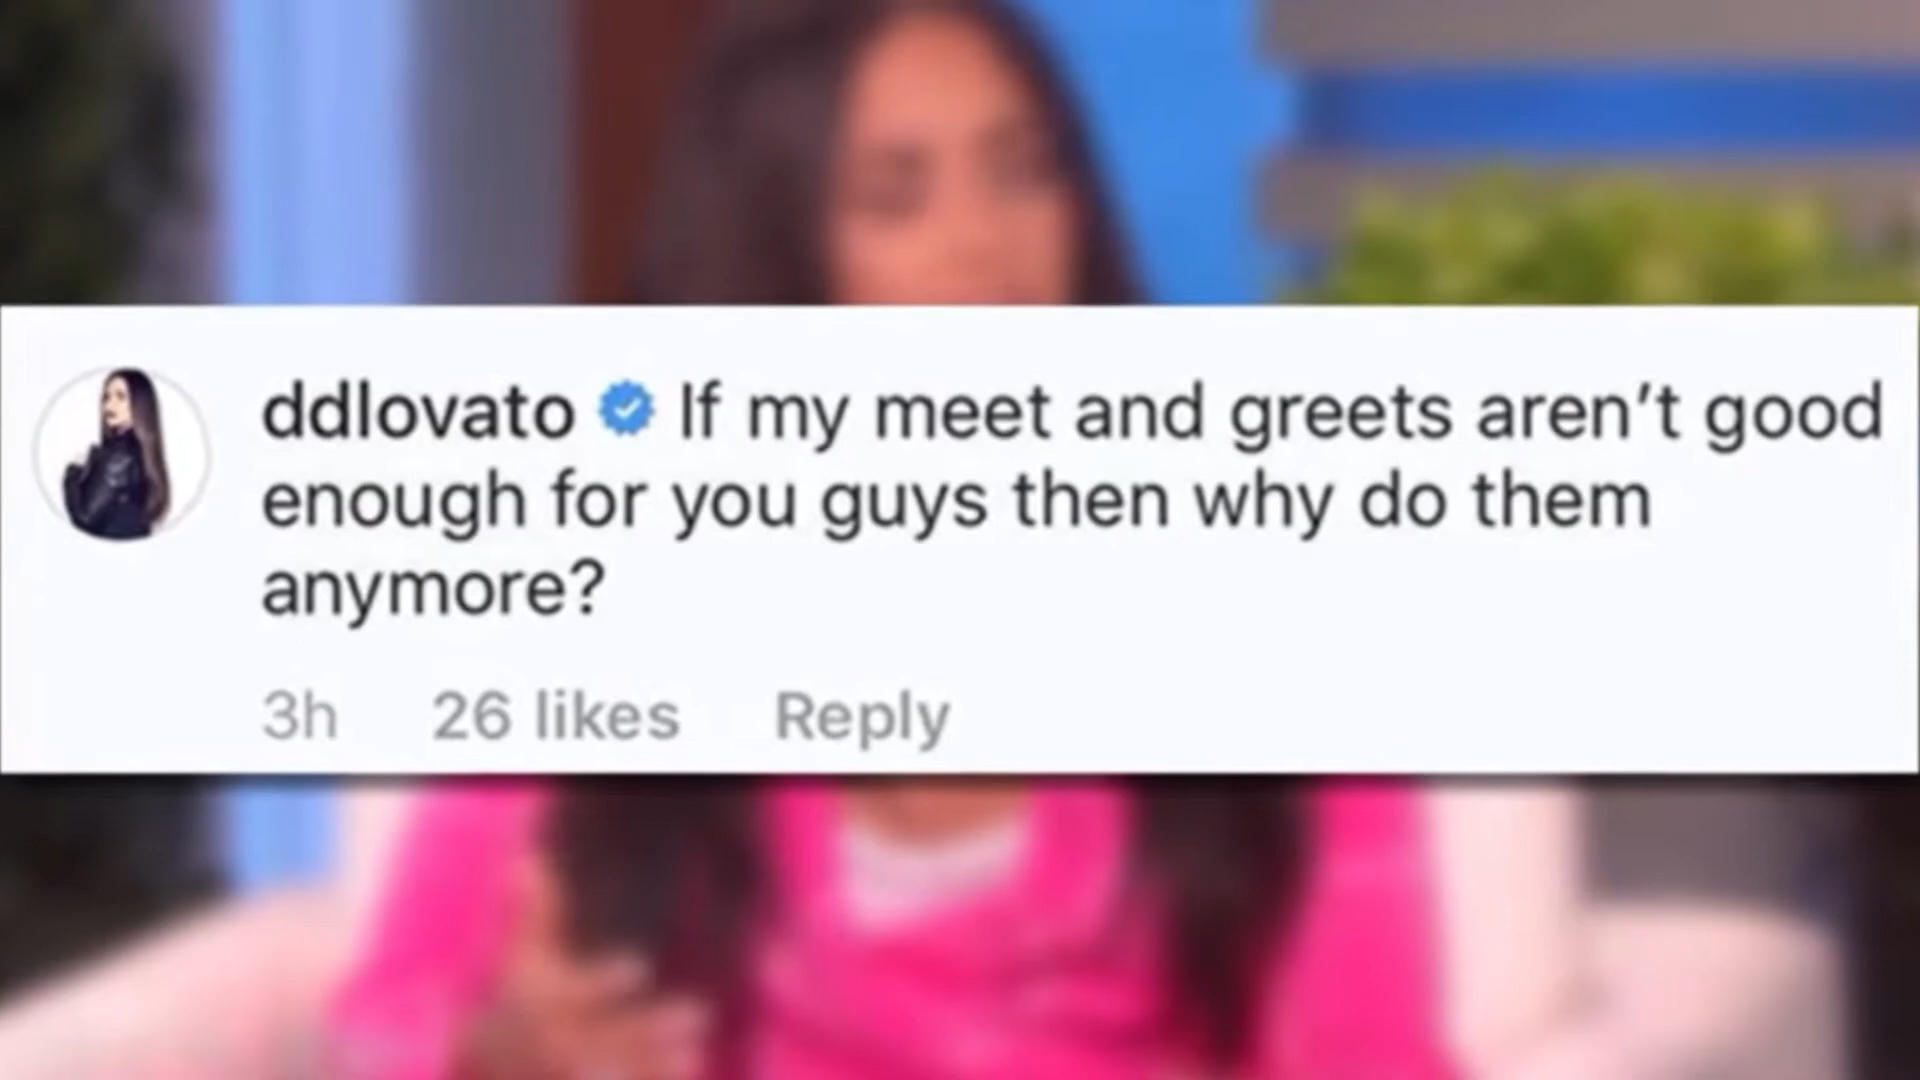 ddlovato If my meet and greets aren’t good
enough for you guys then why do them
anymore?
3h 26 likes Reply